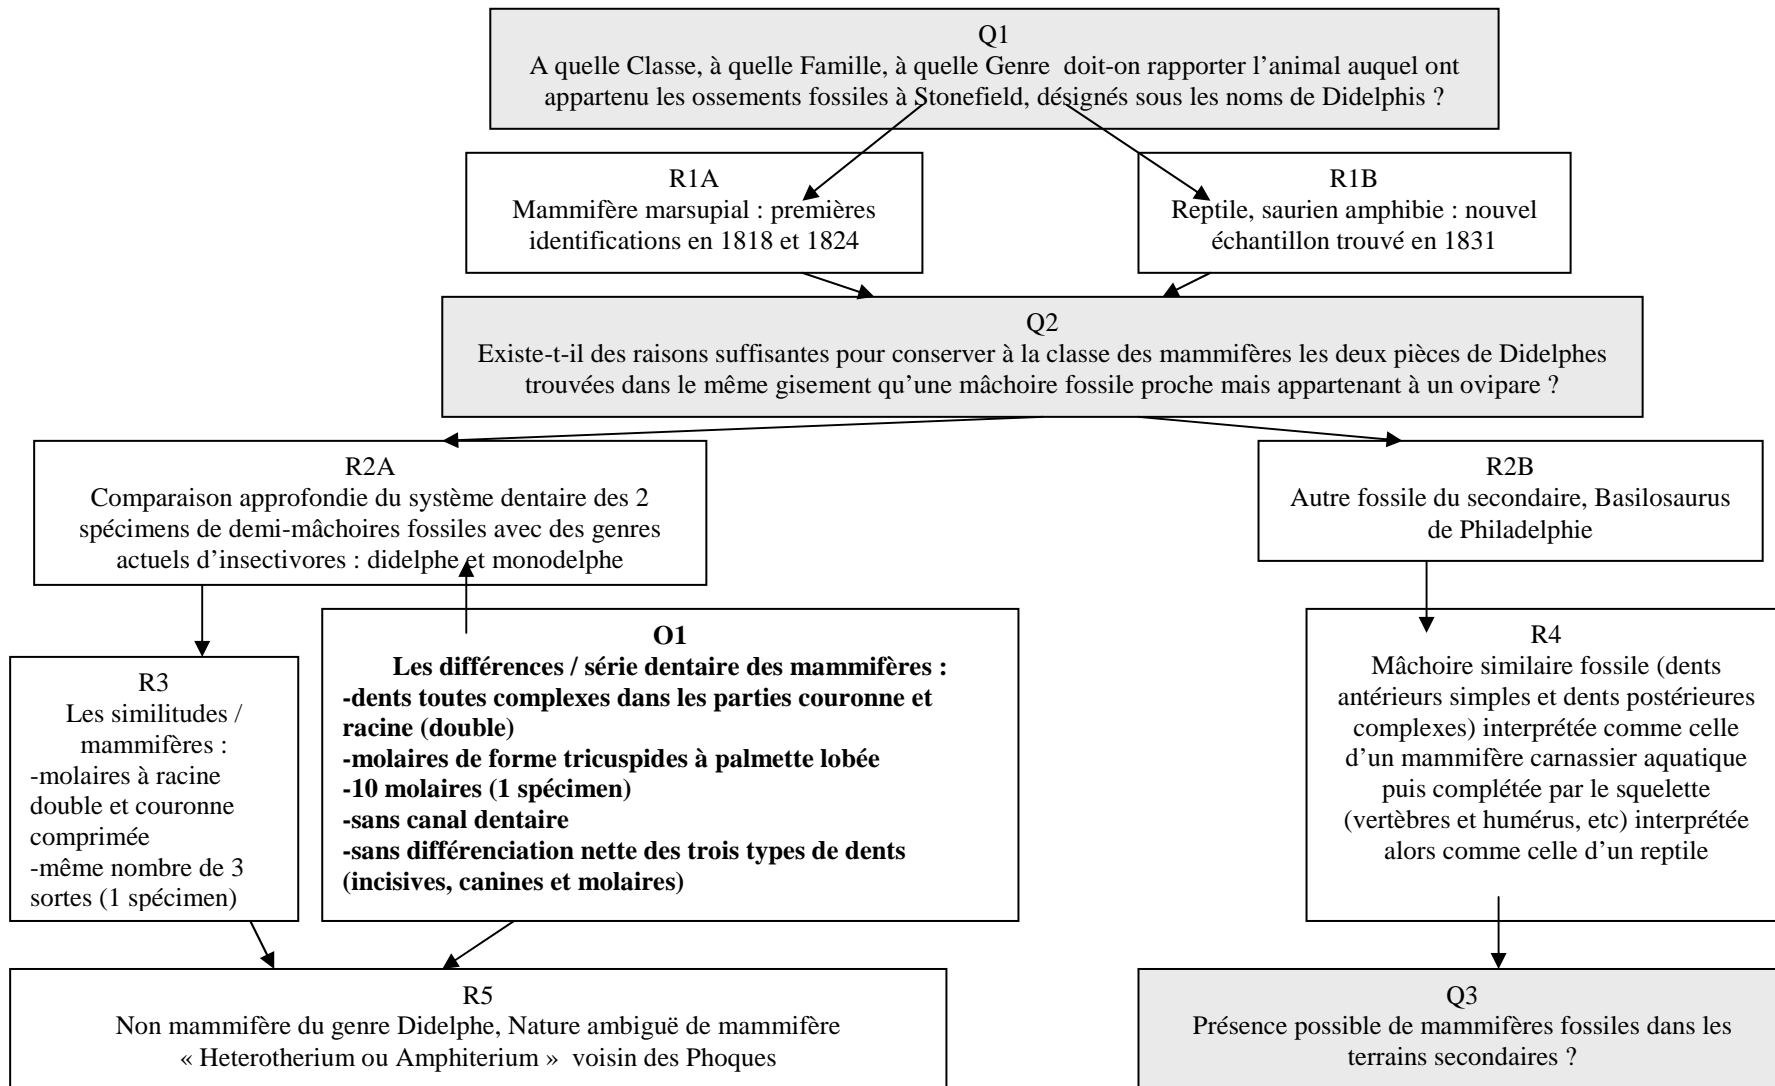 Q1
A quelle Classe, à quelle Famille, à quelle Genre doit-on rapporter l’animal auquel ont
appartenu les ossements fossiles à Stonefield, désignés sous les noms de Didelphis ?
R1A
Mammifère marsupial : premières
identifications en 1818 et 1824
R1B
Reptile, saurien amphibie : nouvel
échantillon trouvé en 1831
Q2
Existe-t-il des raisons suffisantes pour conserver à la classe des mammifères les deux pièces de Didelphes
trouvées dans le même gisement qu’une mâchoire fossile proche mais appartenant à un ovipare ?
R2A
Comparaison approfondie du système dentaire des 2
spécimens de demi-mâchoires fossiles avec des genres
actuels d’insectivores : didelphe et monodelphe
R2B
Autre fossile du secondaire, Basilosaurus
de Philadelphie
R3
Les similitudes /
mammifères :
-molaires à racine
double et couronne
comprimée
-même nombre de 3
sortes (1 spécimen)
O1
Les différences / série dentaire des mammifères :
-dents toutes complexes dans les parties couronne et
racine (double)
-molaires de forme tricuspides à palmette lobée
-10 molaires (1 spécimen)
-sans canal dentaire
-sans différenciation nette des trois types de dents
(incisives, canines et molaires)
R4
Mâchoire similaire fossile (dents
antérieurs simples et dents postérieures
complexes) interprétée comme celle
d’un mammifère carnassier aquatique
puis complétée par le squelette
(vertèbres et humérus, etc) interprétée
alors comme celle d’un reptile
R5
Non mammifère du genre Didelphe, Nature ambiguë de mammifère
« Heterotherium ou Amphiterium » voisin des Phoques
Q3
Présence possible de mammifères fossiles dans les
terrains secondaires ?